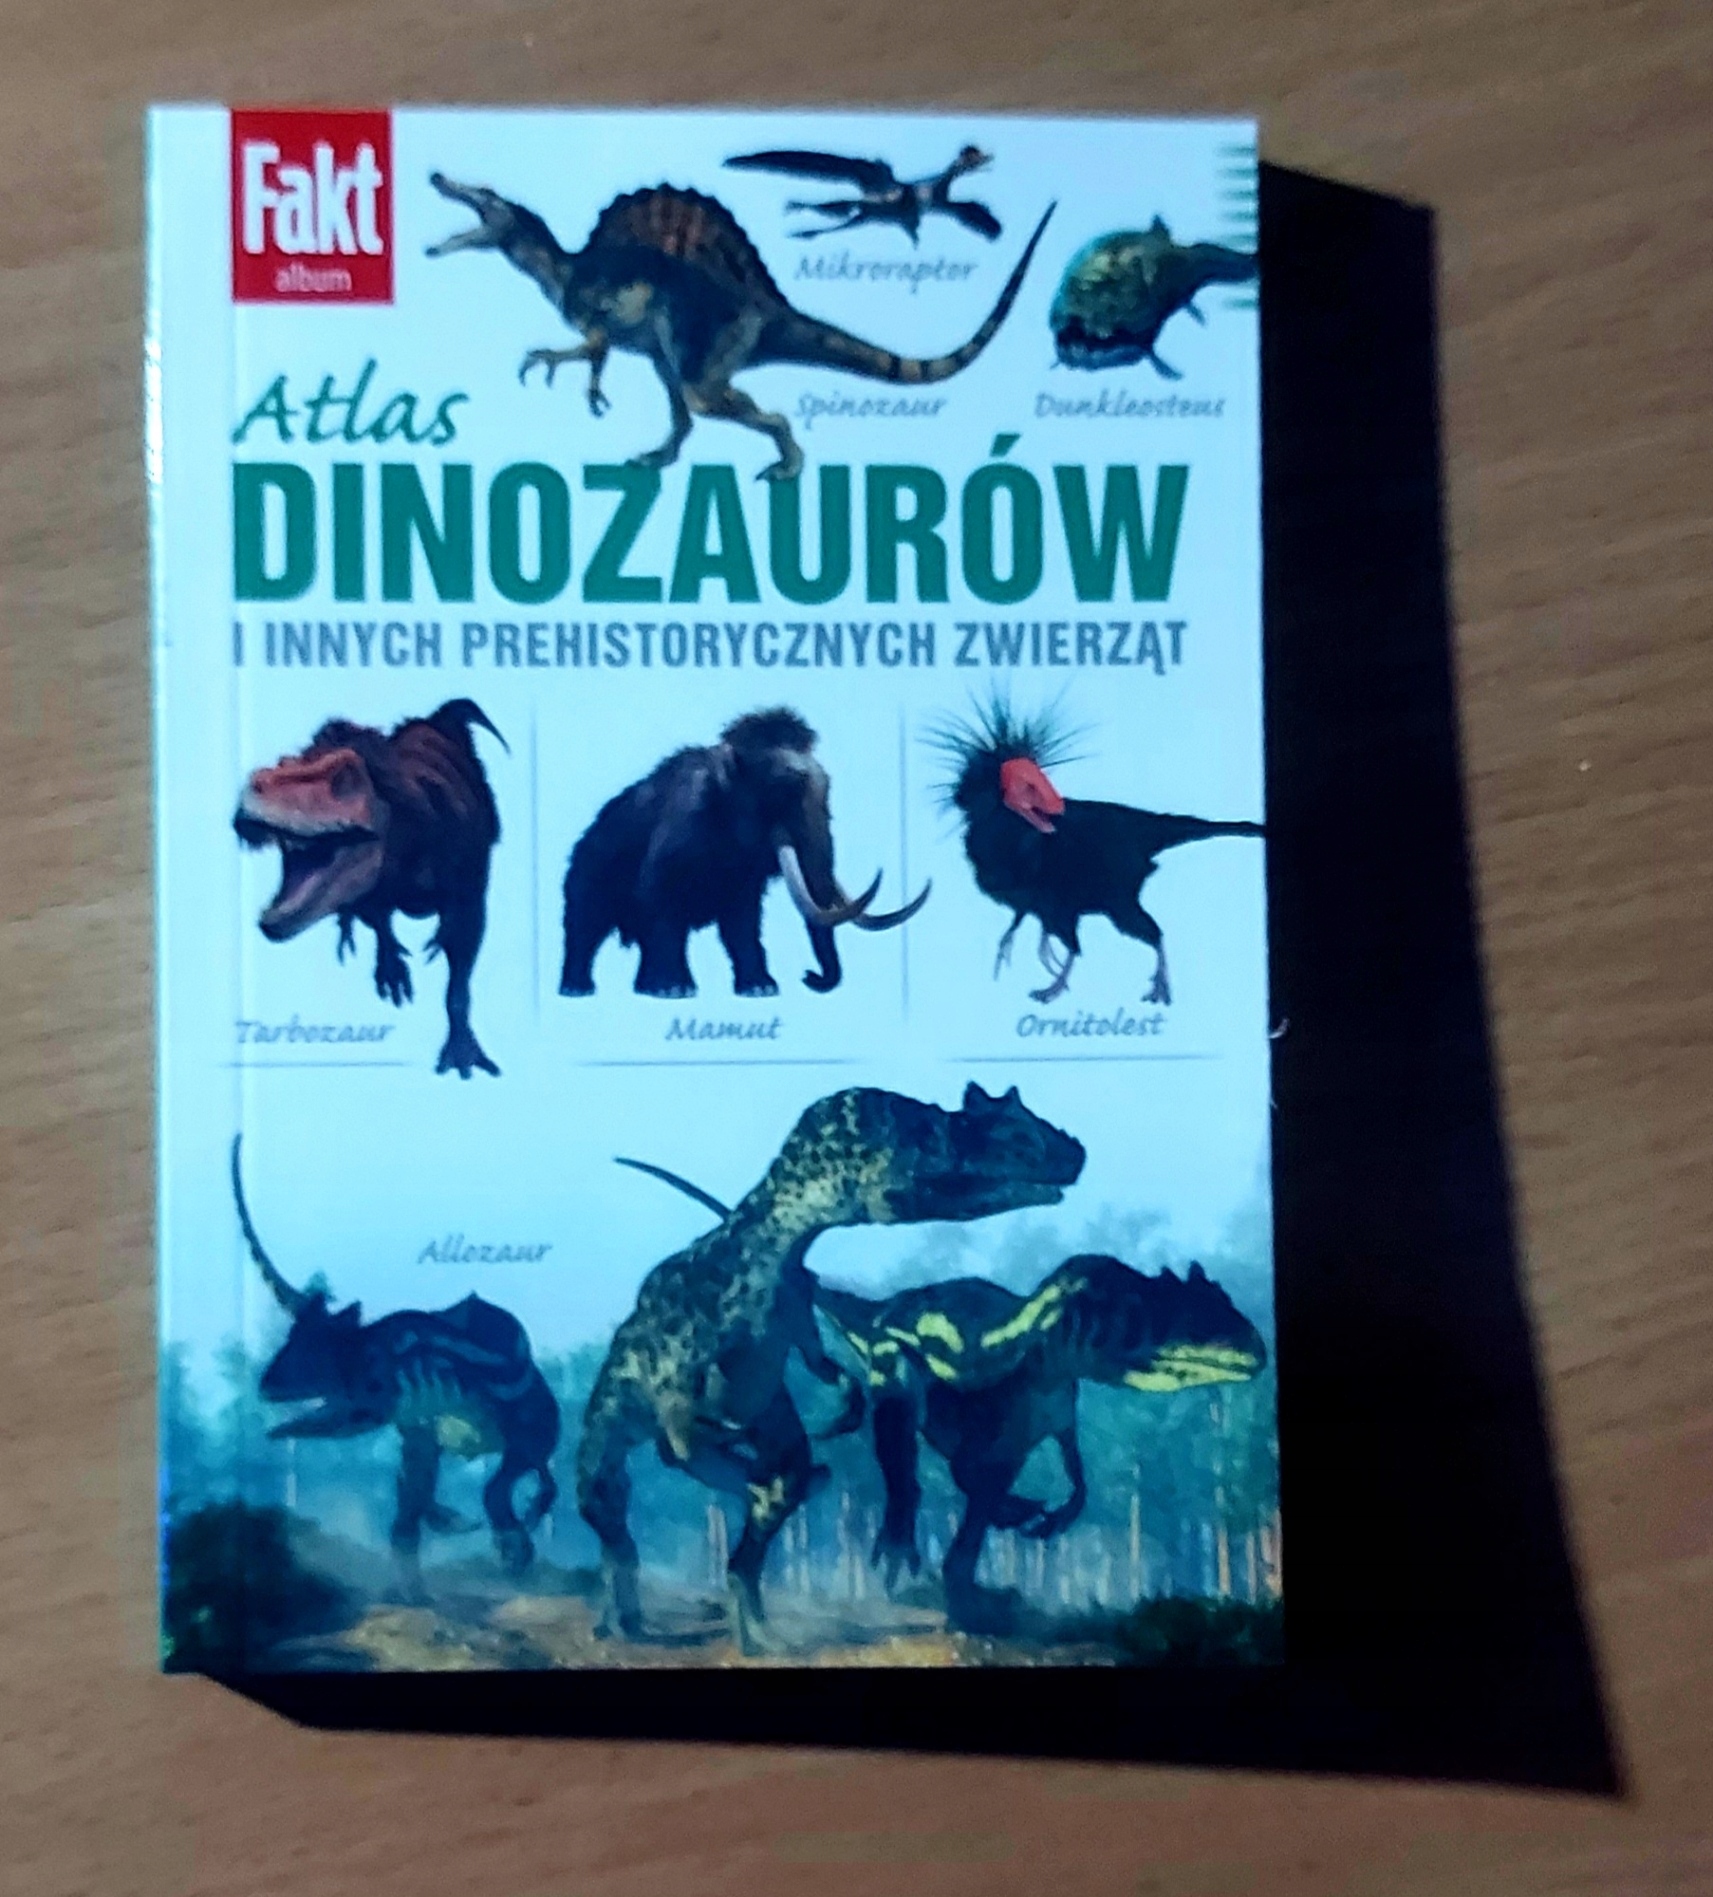 Fakt
album
Mikroraptor
Spinozaur
Dunkleosteus
Atlas
DINOZAURÓW
I INNYCH PREHISTORYCZNYCH ZWIERZĄT
Tarbozaur
Mamut
Ornitolest
Allozaur